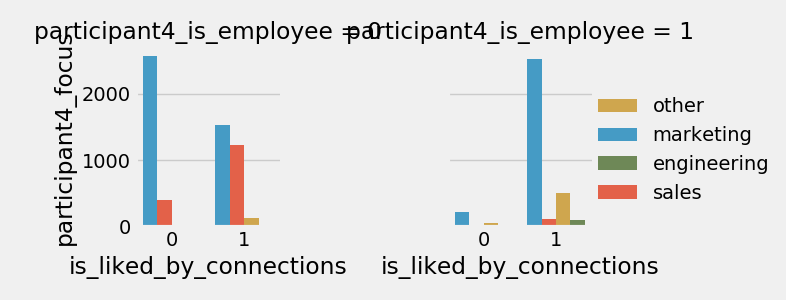 participant4_is_employee = 0
participant4_is_employee = 1
participant4_focus
2000
1000
0
0
1
0
1
is_liked_by_connections
is_liked_by_connections
other
marketing
engineering
sales